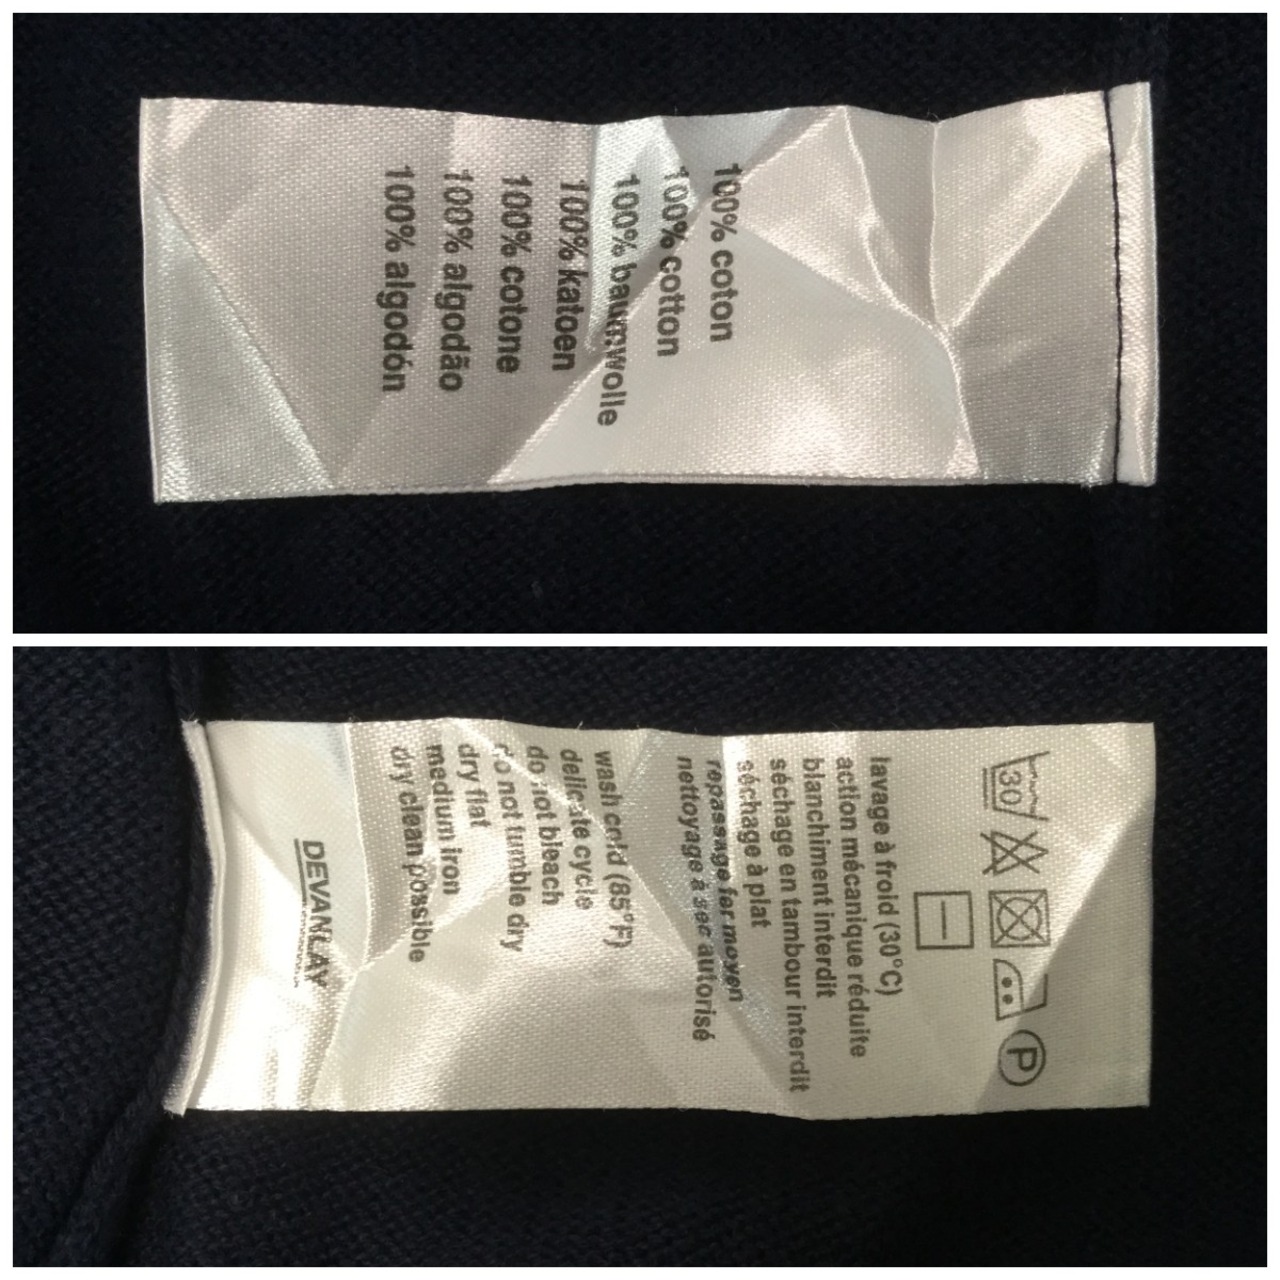 100% coton
100% cotton
100% baumwolle
100% katoen
100% cotone
100% algodão
100% algodón
30 P
lavage à froid (30°C)
action mécanique réduite
blanchiment interdit
séchage en tambour interdit
séchage à plat
repassage fer moyen
nettoyage à sec autorisé
wash cold (85°F)
delicate cycle
do not bleach
do not tumble dry
dry flat
medium iron
dry clean possible
DEVANLAY